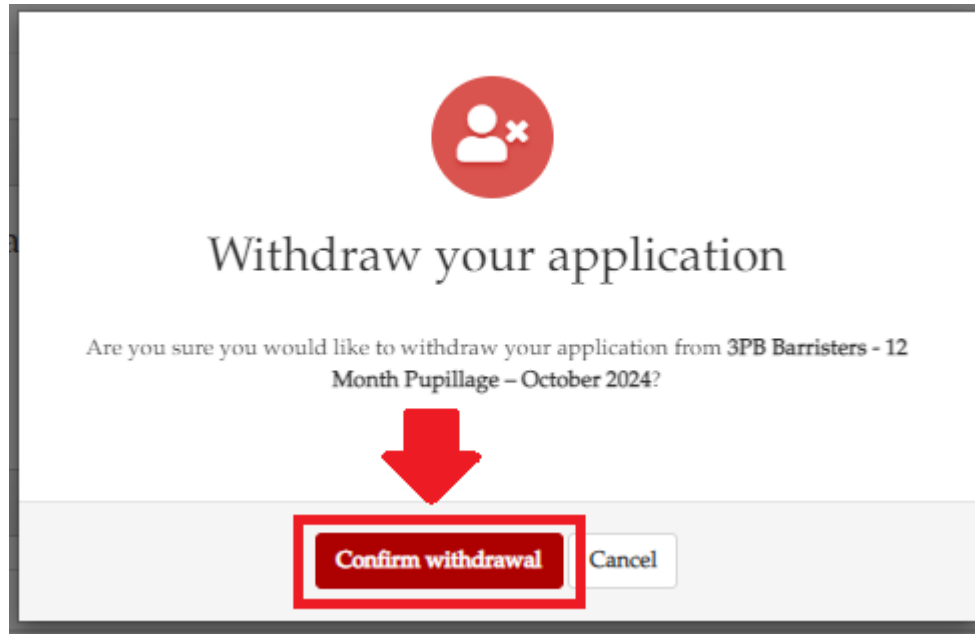 Withdraw your application
Are you sure you would like to withdraw your application from 3PB Barristers - 12
Month Pupillage – October 2024?
Confirm withdrawal Cancel